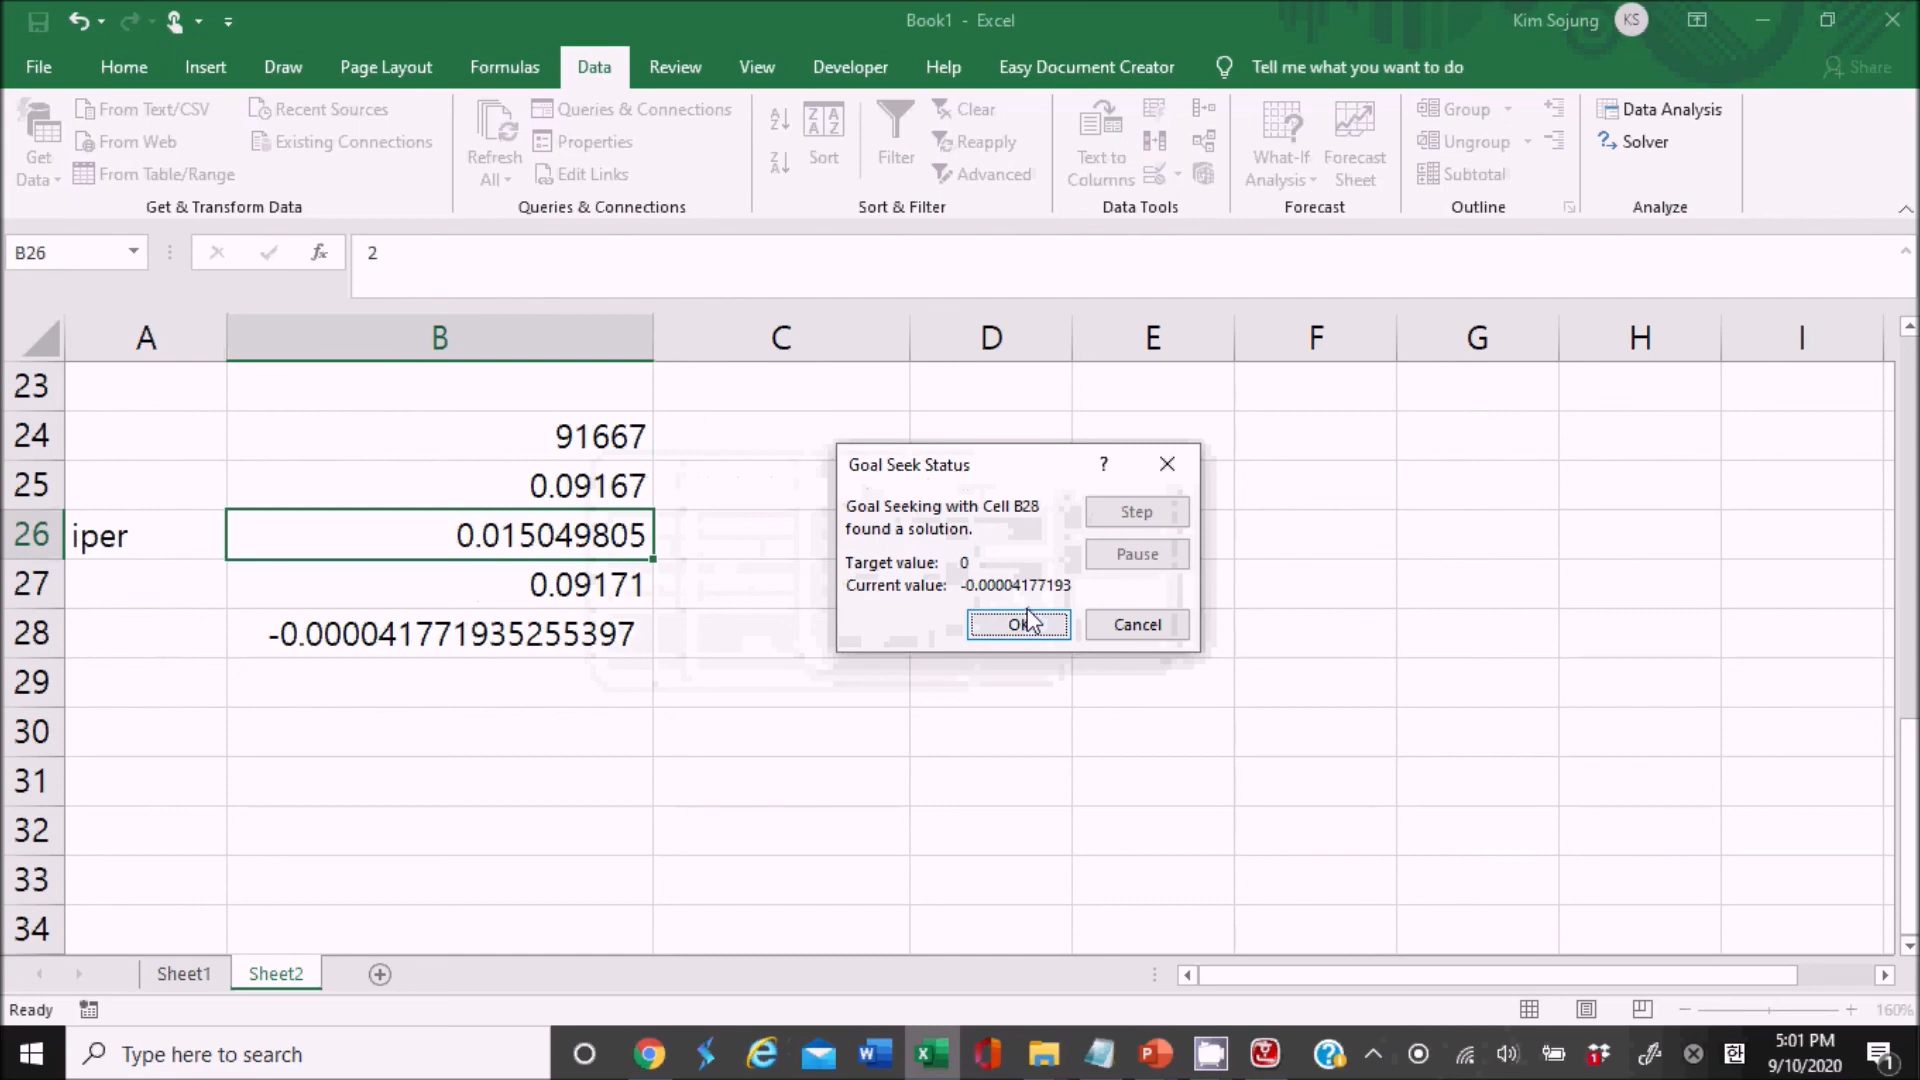 Book1 - Excel
Kim Sojung
KS
File Home Insert Draw Page Layout Formulas Data Review View Developer Help Easy Document Creator Tell me what you want to do Share
Get Data
From Text/CSV
From Web
From Table/Range
Recent Sources
Existing Connections
Get & Transform Data
Refresh All
Queries & Connections
Properties
Edit Links
Queries & Connections
Sort
Filter
Clear
Reapply
Advanced
Sort & Filter
Text to Columns
Data Tools
What-If Analysis
Forecast Sheet
Forecast
Group
Ungroup
Subtotal
Outline
Data Analysis
Solver
Analyze
B26 fx 2
A B C D E F G H I
23
24 91667
25 0.09167
26 iper 0.015049805
27 0.09171
28 -0.000041771935255397
29
30
31
32
33
34
Goal Seek Status ?
Goal Seeking with Cell B28
found a solution.
Target value: 0
Current value: -0.00004177193
Step
Pause
OK
Cancel
Sheet1 Sheet2
Ready
160%
Type here to search
한
5:01 PM
9/10/2020
1